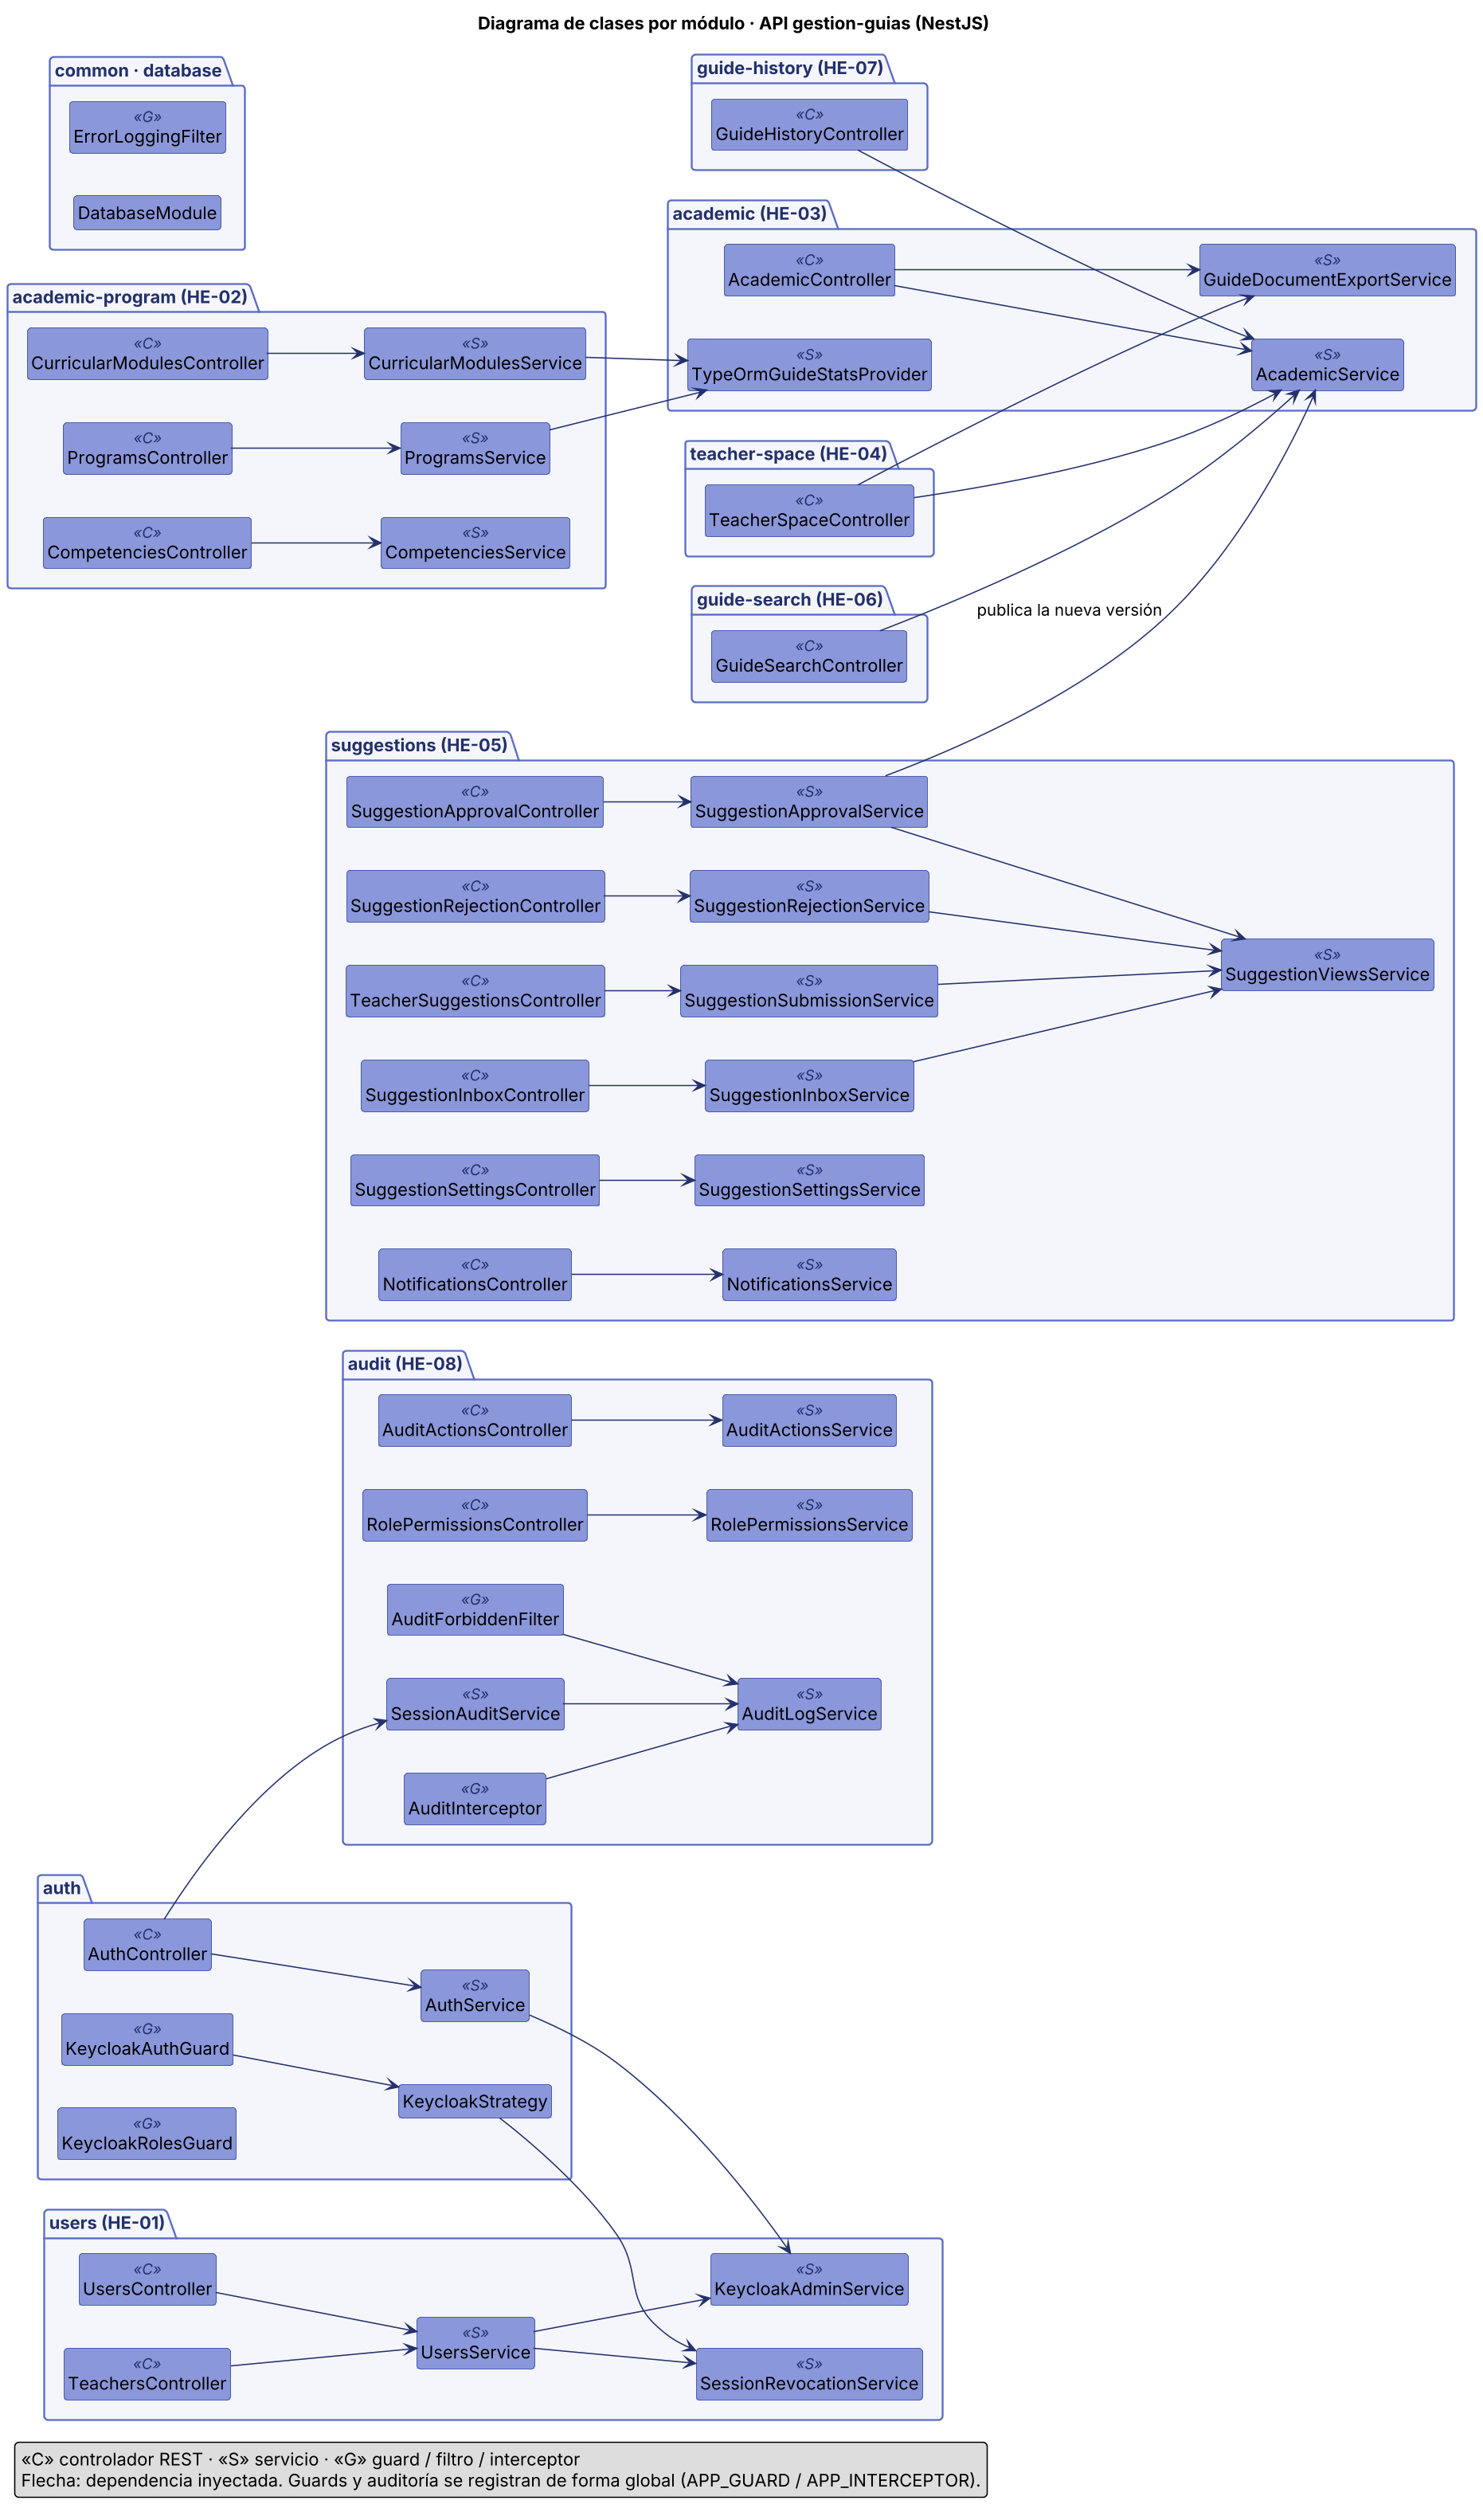 Diagrama de clases por módulo · API gestion-guias (NestJS)
common · database
«G»
ErrorLoggingFilter
DatabaseModule
guide-history (HE-07)
«C»
GuideHistoryController
academic (HE-03)
«C»
AcademicController
«S»
GuideDocumentExportService
«S»
TypeOrmGuideStatsProvider
«S»
AcademicService
academic-program (HE-02)
«C»
CurricularModulesController
«S»
CurricularModulesService
«C»
ProgramsController
«S»
ProgramsService
«C»
CompetenciesController
«S»
CompetenciesService
teacher-space (HE-04)
«C»
TeacherSpaceController
guide-search (HE-06)
«C»
GuideSearchController
publica la nueva versión
suggestions (HE-05)
«C»
SuggestionApprovalController
«S»
SuggestionApprovalService
«C»
SuggestionRejectionController
«S»
SuggestionRejectionService
«S»
SuggestionViewsService
«C»
TeacherSuggestionsController
«S»
SuggestionSubmissionService
«C»
SuggestionInboxController
«S»
SuggestionInboxService
«C»
SuggestionSettingsController
«S»
SuggestionSettingsService
«C»
NotificationsController
«S»
NotificationsService
audit (HE-08)
«C»
AuditActionsController
«S»
AuditActionsService
«C»
RolePermissionsController
«S»
RolePermissionsService
«G»
AuditForbiddenFilter
«S»
SessionAuditService
«S»
AuditLogService
«G»
AuditInterceptor
auth
«C»
AuthController
«S»
AuthService
«G»
KeycloakAuthGuard
KeycloakStrategy
«G»
KeycloakRolesGuard
users (HE-01)
«C»
UsersController
«S»
KeycloakAdminService
«S»
UsersService
«C»
TeachersController
«S»
SessionRevocationService
«C» controlador REST · «S» servicio · «G» guard / filtro / interceptor
Flecha: dependencia inyectada. Guards y auditoría se registran de forma global (APP_GUARD / APP_INTERCEPTOR).